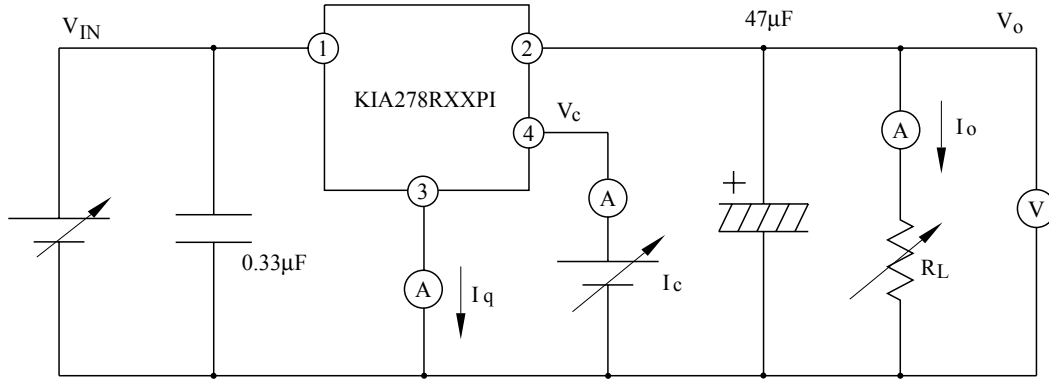 V_IN
47μF
V_o
1
2
KIA278RXXPI
V_c
4
A
I_o
3
+
A
V
0.33μF
R_L
A
I_q
I_c